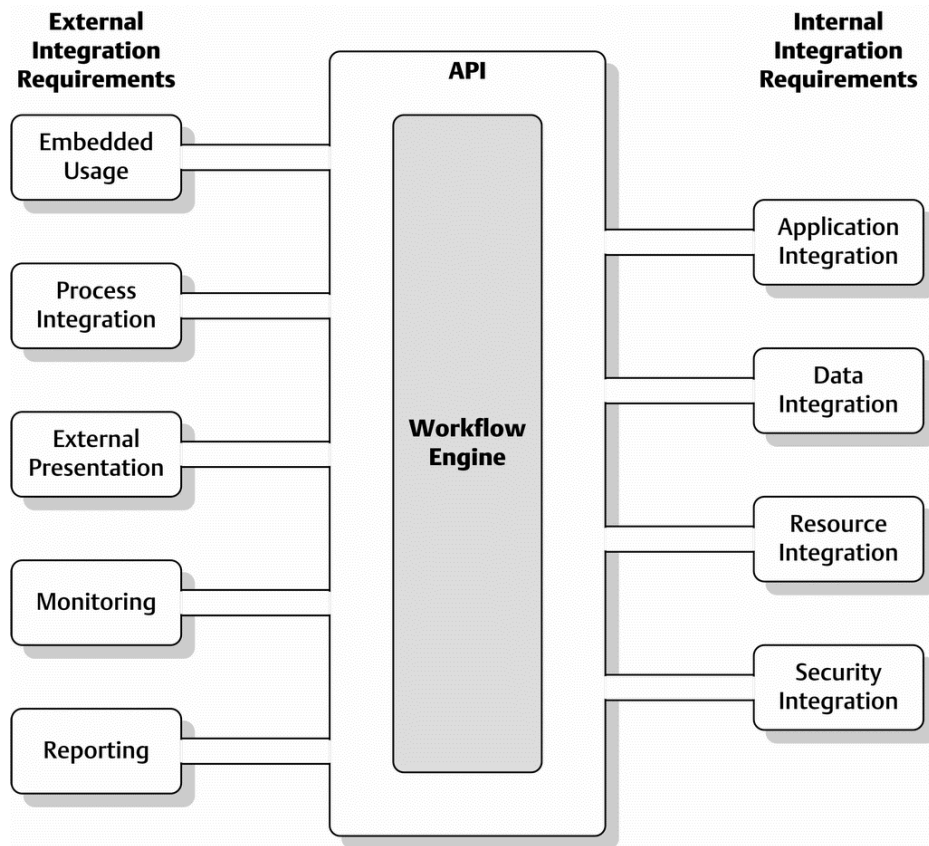 External
Integration
Requirements
Embedded
Usage
Process
Integration
External
Presentation
Monitoring
Reporting
API
Workflow
Engine
Internal
Integration
Requirements
Application
Integration
Data
Integration
Resource
Integration
Security
Integration